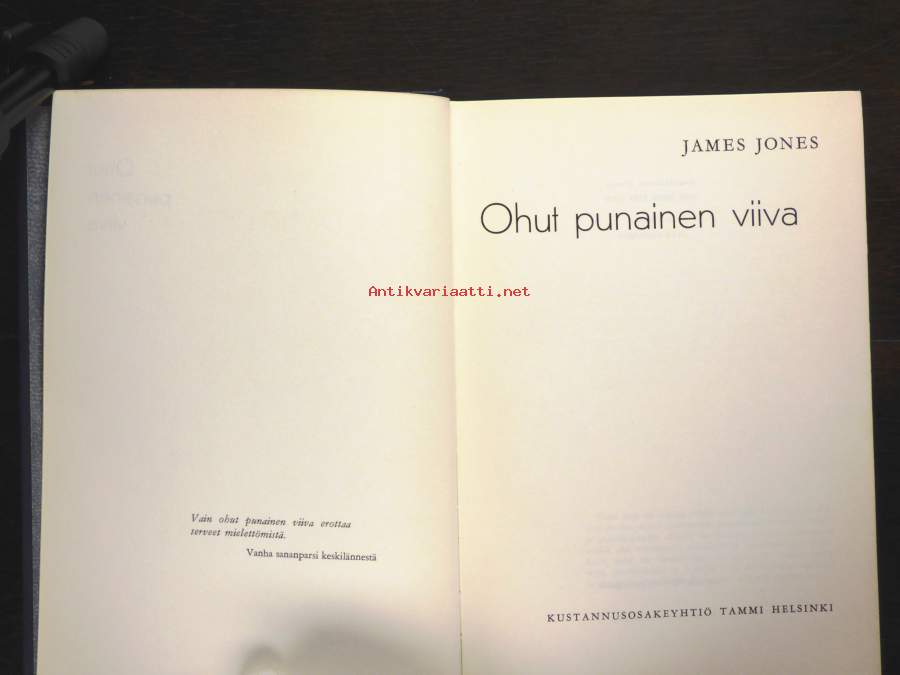 Vain ohut punainen viiva erottaa
terveet mielettömistä.
Vanha sananparsi keskilännestä
JAMES JONES
Ohut punainen viiva
Antikvariaatti.net
KUSTANNUSOSAKEYHTIÖ TAMMI HELSINKI